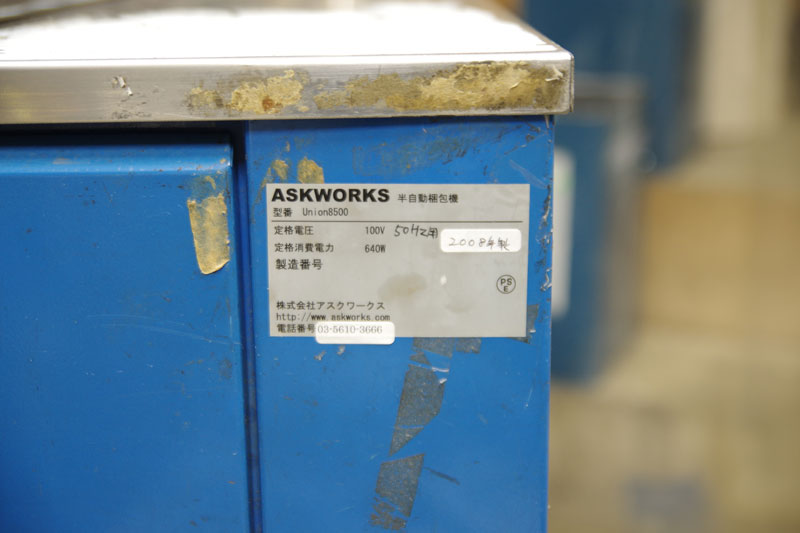 ASKWORKS 半自動梱包機
型番 Union8500
定格電圧 100V 50Hz用
定格消費電力 640W 2008年製
製造番号
PS
E
株式会社アスクワークス
http://www.askworks.com
電話番号 03-5610-3666